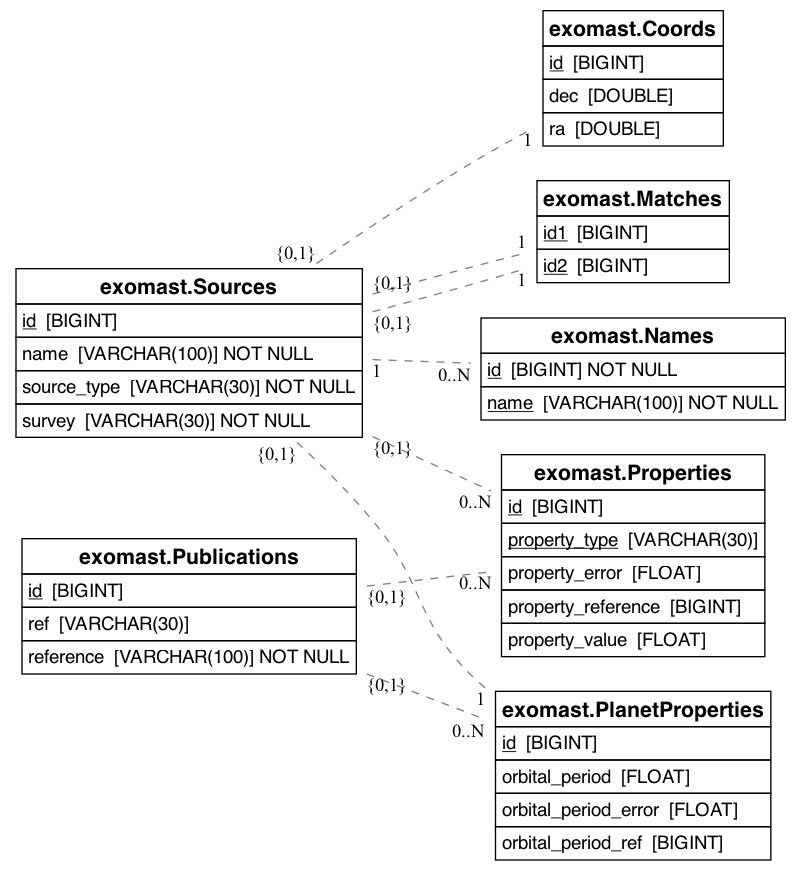 exomast.Coords
id [BIGINT]
dec [DOUBLE]
ra [DOUBLE]
1
{0,1}
exomast.Matches
id1 [BIGINT]
id2 [BIGINT]
1
1
{0,1}
{0,1}
exomast.Sources
id [BIGINT]
name [VARCHAR(100)] NOT NULL
source_type [VARCHAR(30)] NOT NULL
survey [VARCHAR(30)] NOT NULL
1
0..N
exomast.Names
id [BIGINT] NOT NULL
name [VARCHAR(100)] NOT NULL
{0,1}
{0,1}
0..N
exomast.Properties
id [BIGINT]
property_type [VARCHAR(30)]
property_error [FLOAT]
property_reference [BIGINT]
property_value [FLOAT]
exomast.Publications
id [BIGINT]
ref [VARCHAR(30)]
reference [VARCHAR(100)] NOT NULL
{0,1}
0..N
{0,1}
1
0..N
exomast.PlanetProperties
id [BIGINT]
orbital_period [FLOAT]
orbital_period_error [FLOAT]
orbital_period_ref [BIGINT]